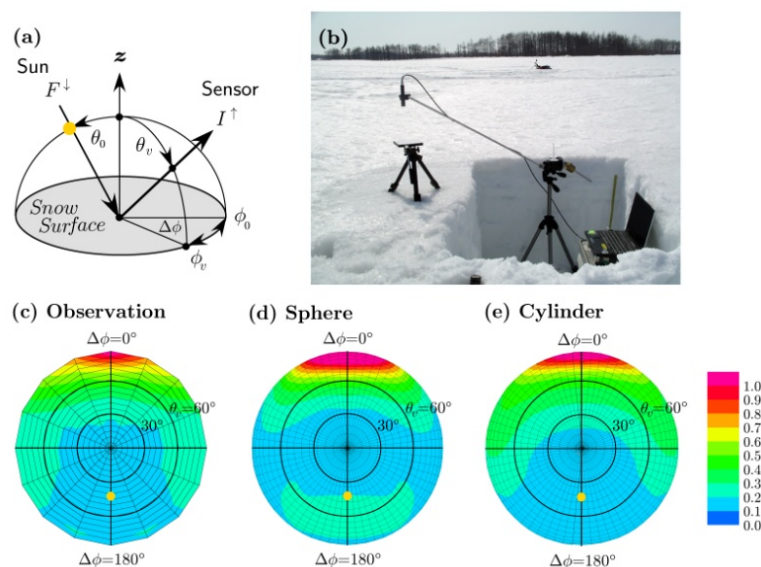 (a)
Sun
F↓
z
Sensor
I↑
θ₀
θᵥ
Snow
Surface
Δϕ
ϕ₀
ϕᵥ
(b)
(c) Observation
Δϕ=0°
θᵥ=60°
30°
Δϕ=180°
(d) Sphere
Δϕ=0°
θᵥ=60°
30°
Δϕ=180°
(e) Cylinder
Δϕ=0°
θᵥ=60°
30°
Δϕ=180°
1.0
0.9
0.8
0.7
0.6
0.5
0.4
0.3
0.2
0.1
0.0